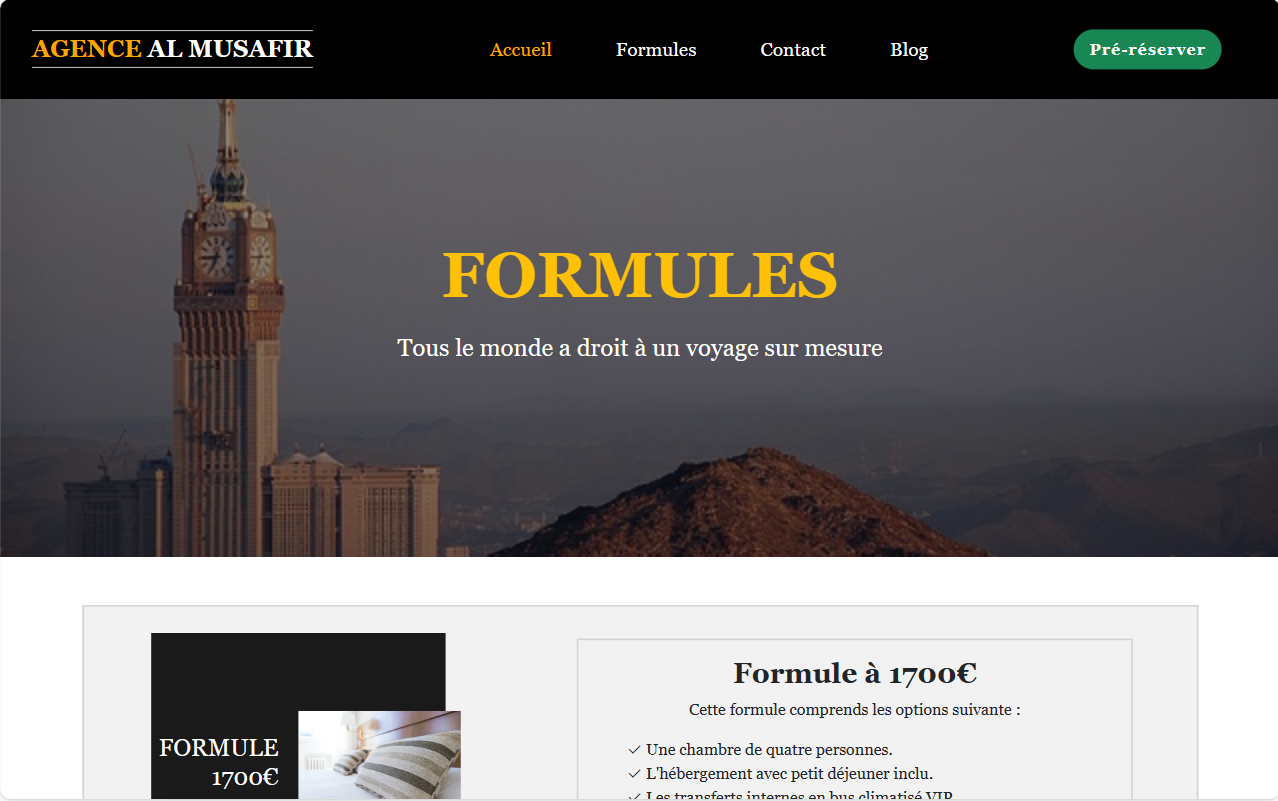 AGENCE AL MUSAFIR
Accueil
Formules
Contact
Blog
Pré-réserver
FORMULES
Tous le monde a droit à un voyage sur mesure
FORMULE
1700€
Formule à 1700€
Cette formule comprends les options suivante :
✓ Une chambre de quatre personnes.
✓ L'hébergement avec petit déjeuner inclu.
✓ Les transferts internes en bus climatisé VIP